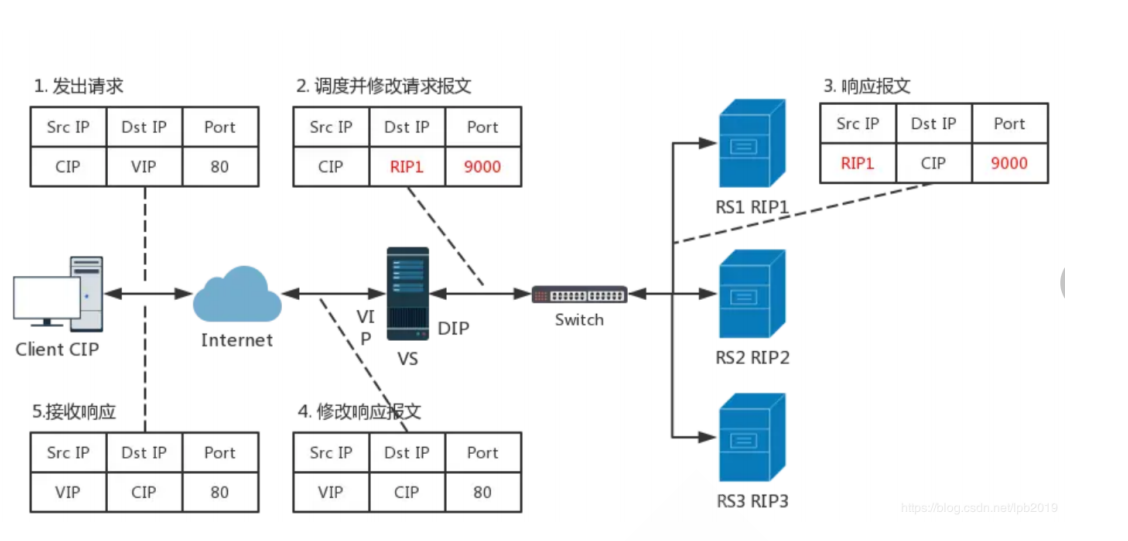 1. 发出请求
Src IP Dst IP Port
CIP VIP 80
2. 调度并修改请求报文
Src IP Dst IP Port
CIP RIP1 9000
3. 响应报文
Src IP Dst IP Port
RIP1 CIP 9000
RS1 RIP1
Client CIP
Internet
VI
P
DIP
VS
Switch
RS2 RIP2
5.接收响应
Src IP Dst IP Port
VIP CIP 80
4. 修改响应报文
Src IP Dst IP Port
VIP CIP 80
RS3 RIP3
https://blog.csdn.net/lpb2019